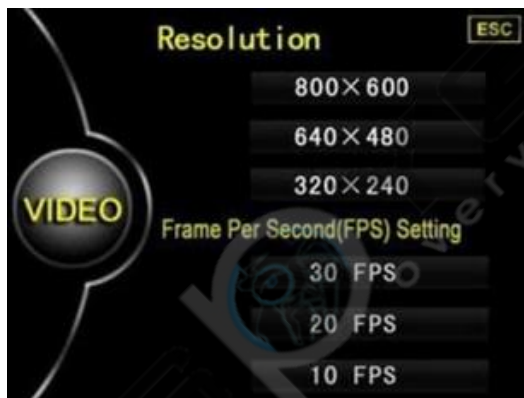 Resolution
ESC
800×600
640×480
320×240
VIDEO
Frame Per Second(FPS) Setting
30 FPS
20 FPS
10 FPS